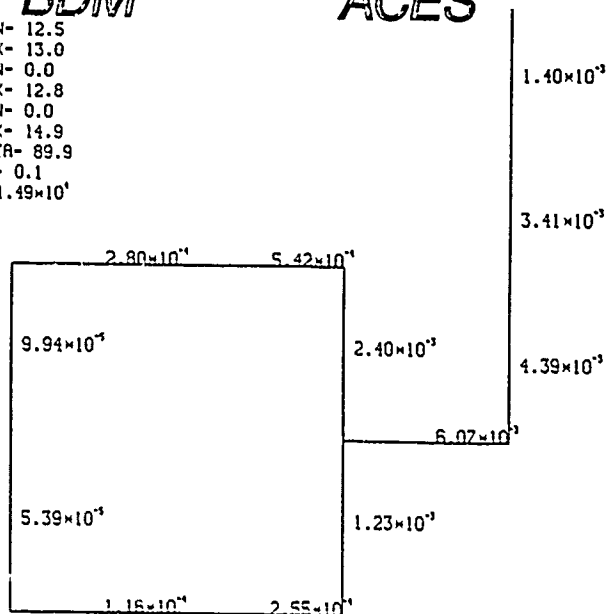 BDM ACES
N- 12.5
X- 13.0
N- 0.0
X- 12.8
N- 0.0
X- 14.9
TA- 89.9
- 0.1
1.49×10⁴
1.40×10⁻³
3.41×10⁻³
2.80×10⁻⁴ 5.42×10⁻⁴
9.94×10⁻⁵ 2.40×10⁻³
4.39×10⁻³
6.07×10⁻³
5.39×10⁻⁵ 1.23×10⁻³
1.16×10⁻⁴ 2.55×10⁻⁴